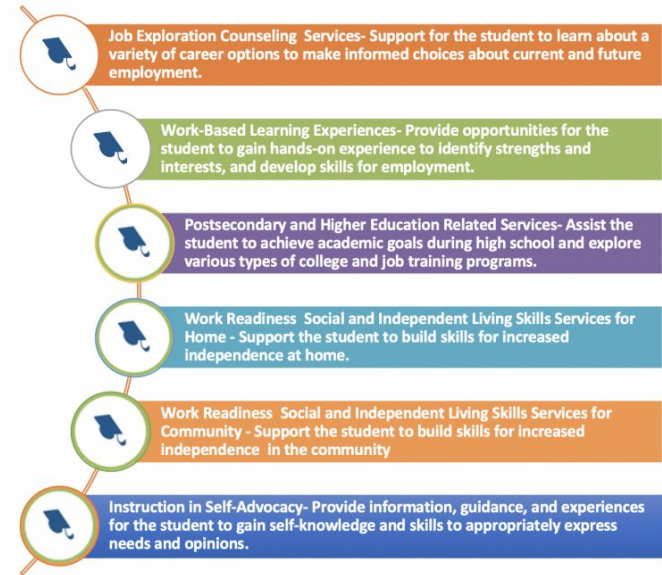 Job Exploration Counseling Services- Support for the student to learn about a
variety of career options to make informed choices about current and future
employment.
Work-Based Learning Experiences- Provide opportunities for the
student to gain hands-on experience to identify strengths and
interests, and develop skills for employment.
Postsecondary and Higher Education Related Services- Assist the
student to achieve academic goals during high school and explore
various types of college and job training programs.
Work Readiness Social and Independent Living Skills Services for
Home - Support the student to build skills for increased
independence at home.
Work Readiness Social and Independent Living Skills Services for
Community - Support the student to build skills for increased
independence in the community
Instruction in Self-Advocacy- Provide information, guidance, and experiences
for the student to gain self-knowledge and skills to appropriately express
needs and opinions.